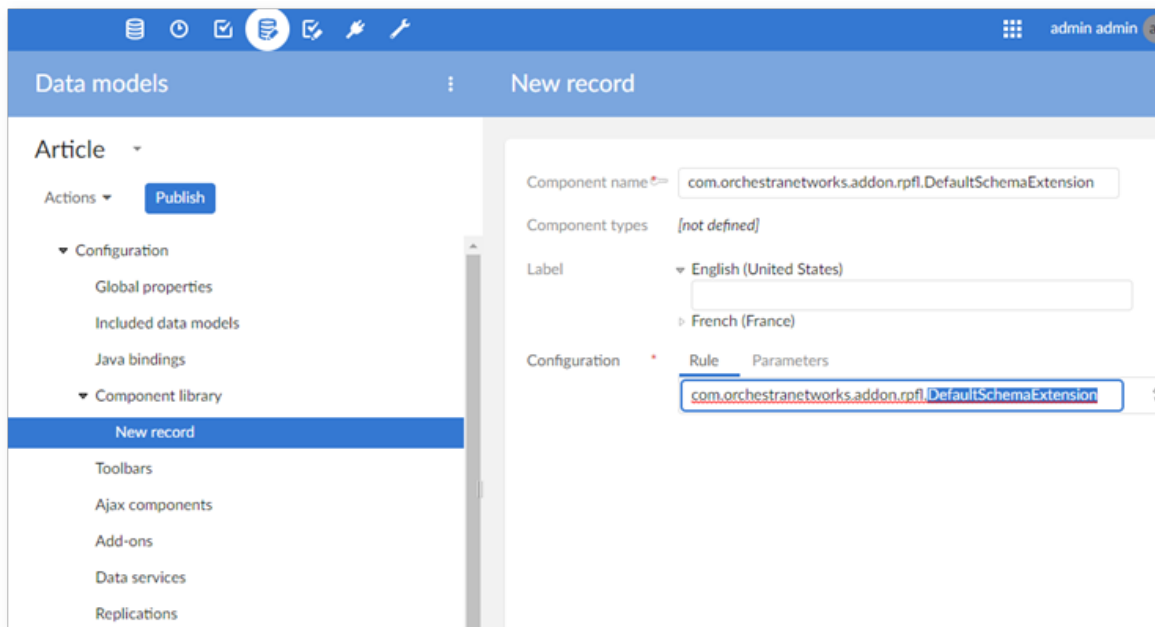 admin admin
Data models
New record
Article
Actions
Publish
Configuration
Global properties
Included data models
Java bindings
Component library
New record
Toolbars
Ajax components
Add-ons
Data services
Replications
Component name
com.orchestranetworks.addon.rpfl.DefaultSchemaExtension
Component types
[not defined]
Label
English (United States)
French (France)
Configuration *
Rule
Parameters
com.orchestranetworks.addon.rpfl.DefaultSchemaExtension